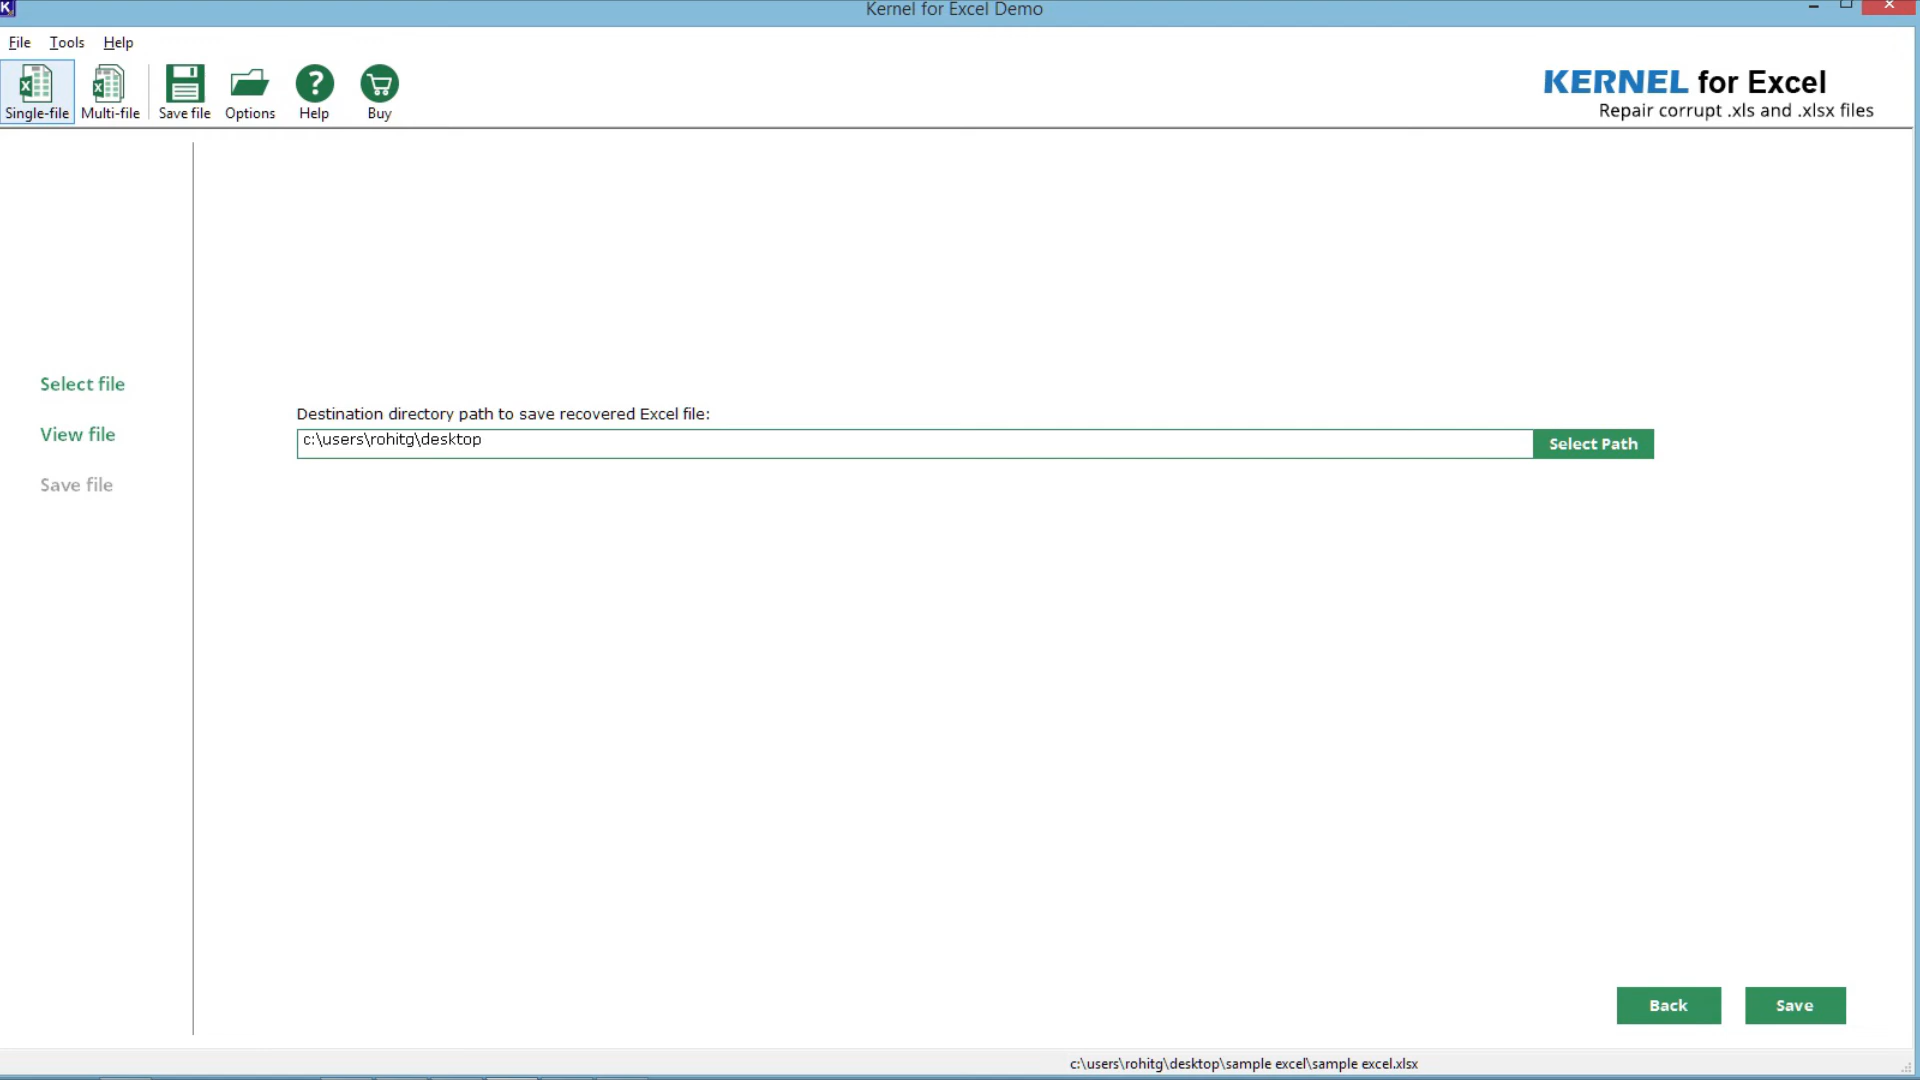 K
Kernel for Excel Demo
File Tools Help
Single-file Multi-file Save file Options Help Buy
KERNEL for Excel
Repair corrupt .xls and .xlsx files
Select file
View file
Save file
Destination directory path to save recovered Excel file:
c:\users\rohitg\desktop
Select Path
Back Save
c:\users\rohitg\desktop\sample excel\sample excel.xlsx